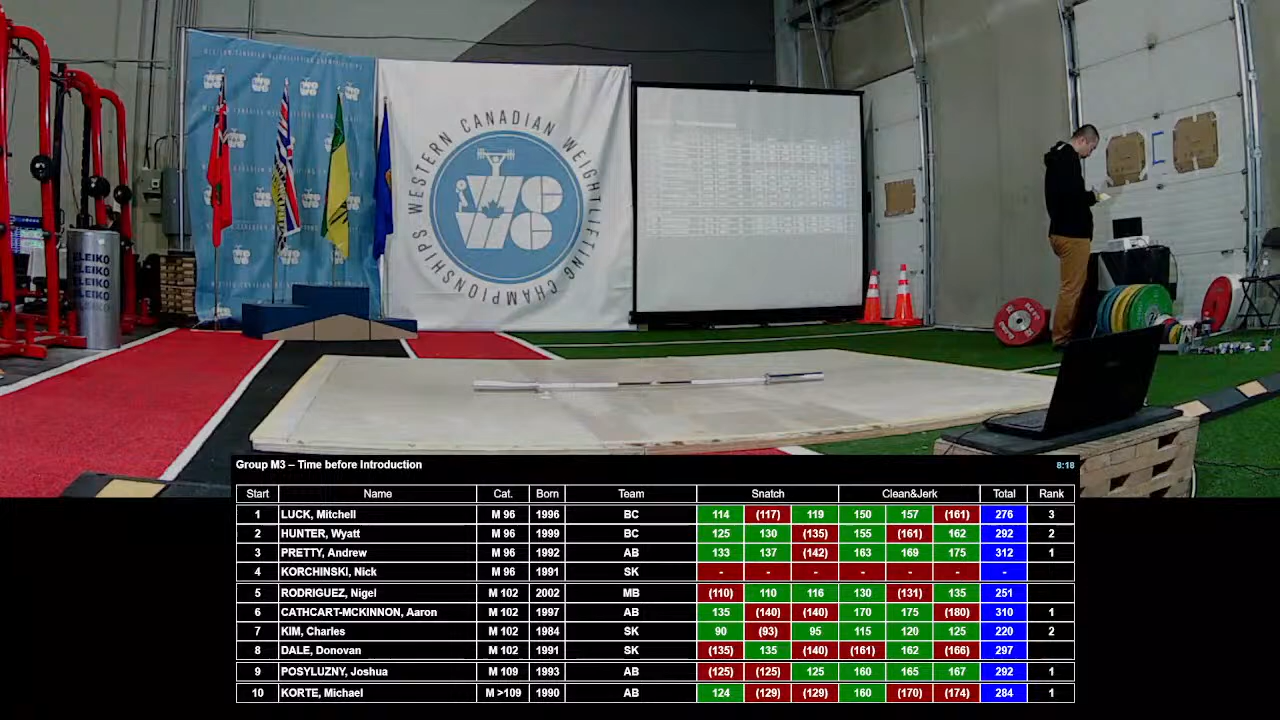 WESTERN CANADIAN WEIGHTLIFTING CHAMPIONSHIPS
WC
WC
ELEIKO
ELEIKO
ELEIKO
ELEIKO
Group M3 – Time before Introduction 8:18
Start Name Cat. Born Team Snatch Clean&Jerk Total Rank
1 LUCK, Mitchell M 96 1996 BC 114 (117) 119 150 157 (161) 276 3
2 HUNTER, Wyatt M 96 1999 BC 125 130 (135) 155 (161) 162 292 2
3 PRETTY, Andrew M 96 1992 AB 133 137 (142) 163 169 175 312 1
4 KORCHINSKI, Nick M 96 1991 SK - - - - - - -
5 RODRIGUEZ, Nigel M 102 2002 MB (110) 110 116 130 (131) 135 251
6 CATHCART-MCKINNON, Aaron M 102 1997 AB 135 (140) (140) 170 175 (180) 310 1
7 KIM, Charles M 102 1984 SK 90 (93) 95 115 120 125 220 2
8 DALE, Donovan M 102 1991 SK (135) 135 (140) (161) 162 (166) 297
9 POSYLUZNY, Joshua M 109 1993 AB (125) (125) 125 160 165 167 292 1
10 KORTE, Michael M >109 1990 AB 124 (129) (129) 160 (170) (174) 284 1